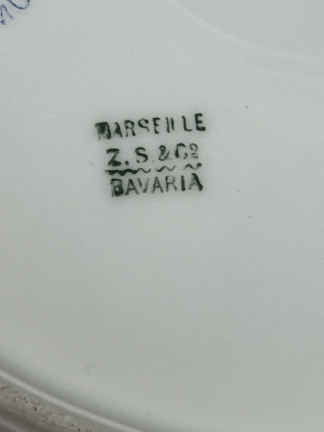 MARSEILLE
Z. S. & Co
BAVARIA